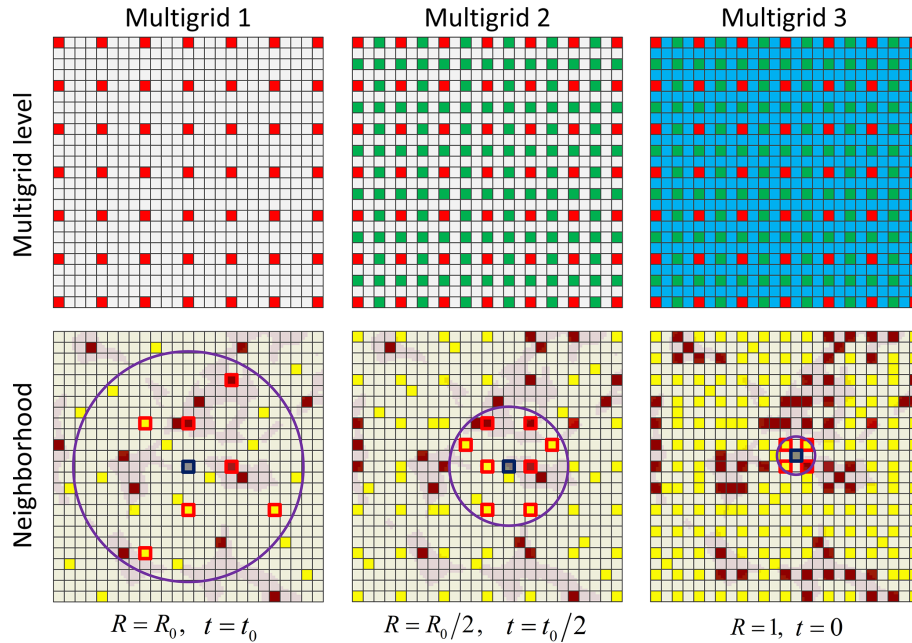 Multigrid 1
Multigrid 2
Multigrid 3
Multigrid level
Neighborhood
R = R₀, t = t₀
R = R₀/2, t = t₀/2
R = 1, t = 0